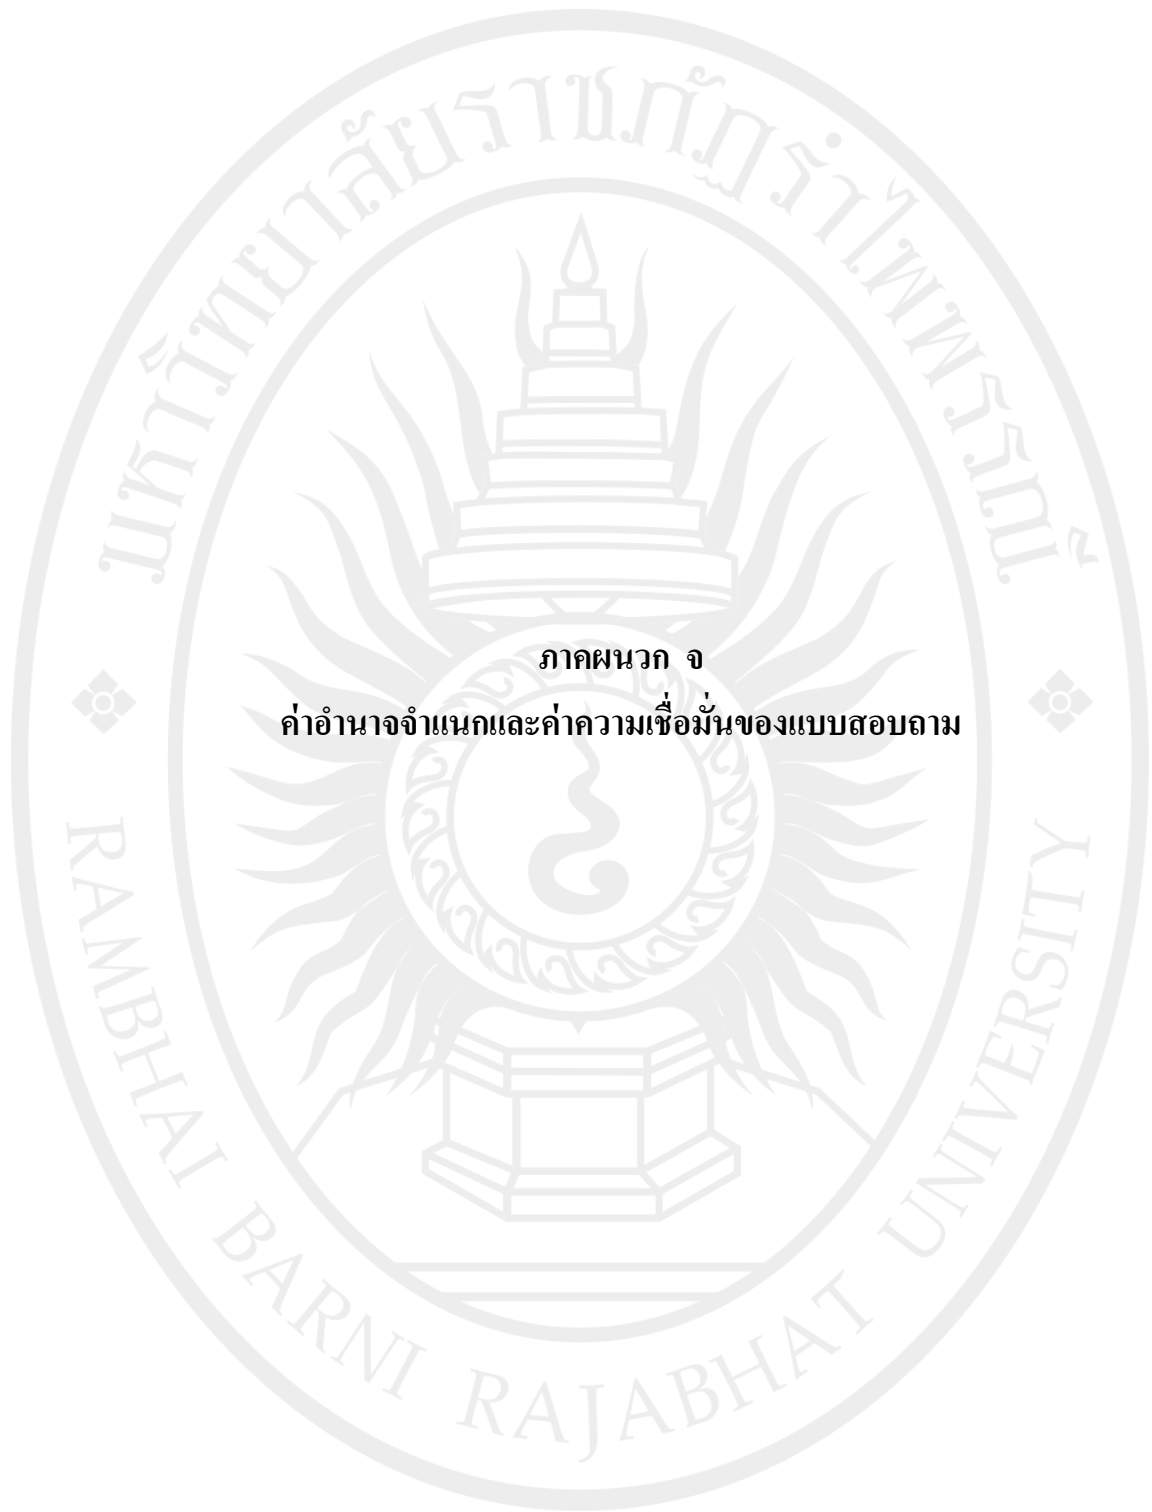 มหาวิทยาลัยราชภัฏรำไพพรรณี
ภาคผนวก จ
ค่าอำนาจจำแนกและค่าความเชื่อมั่นของแบบสอบถาม
RAMBHAI BARNI RAJABHAT UNIVERSITY